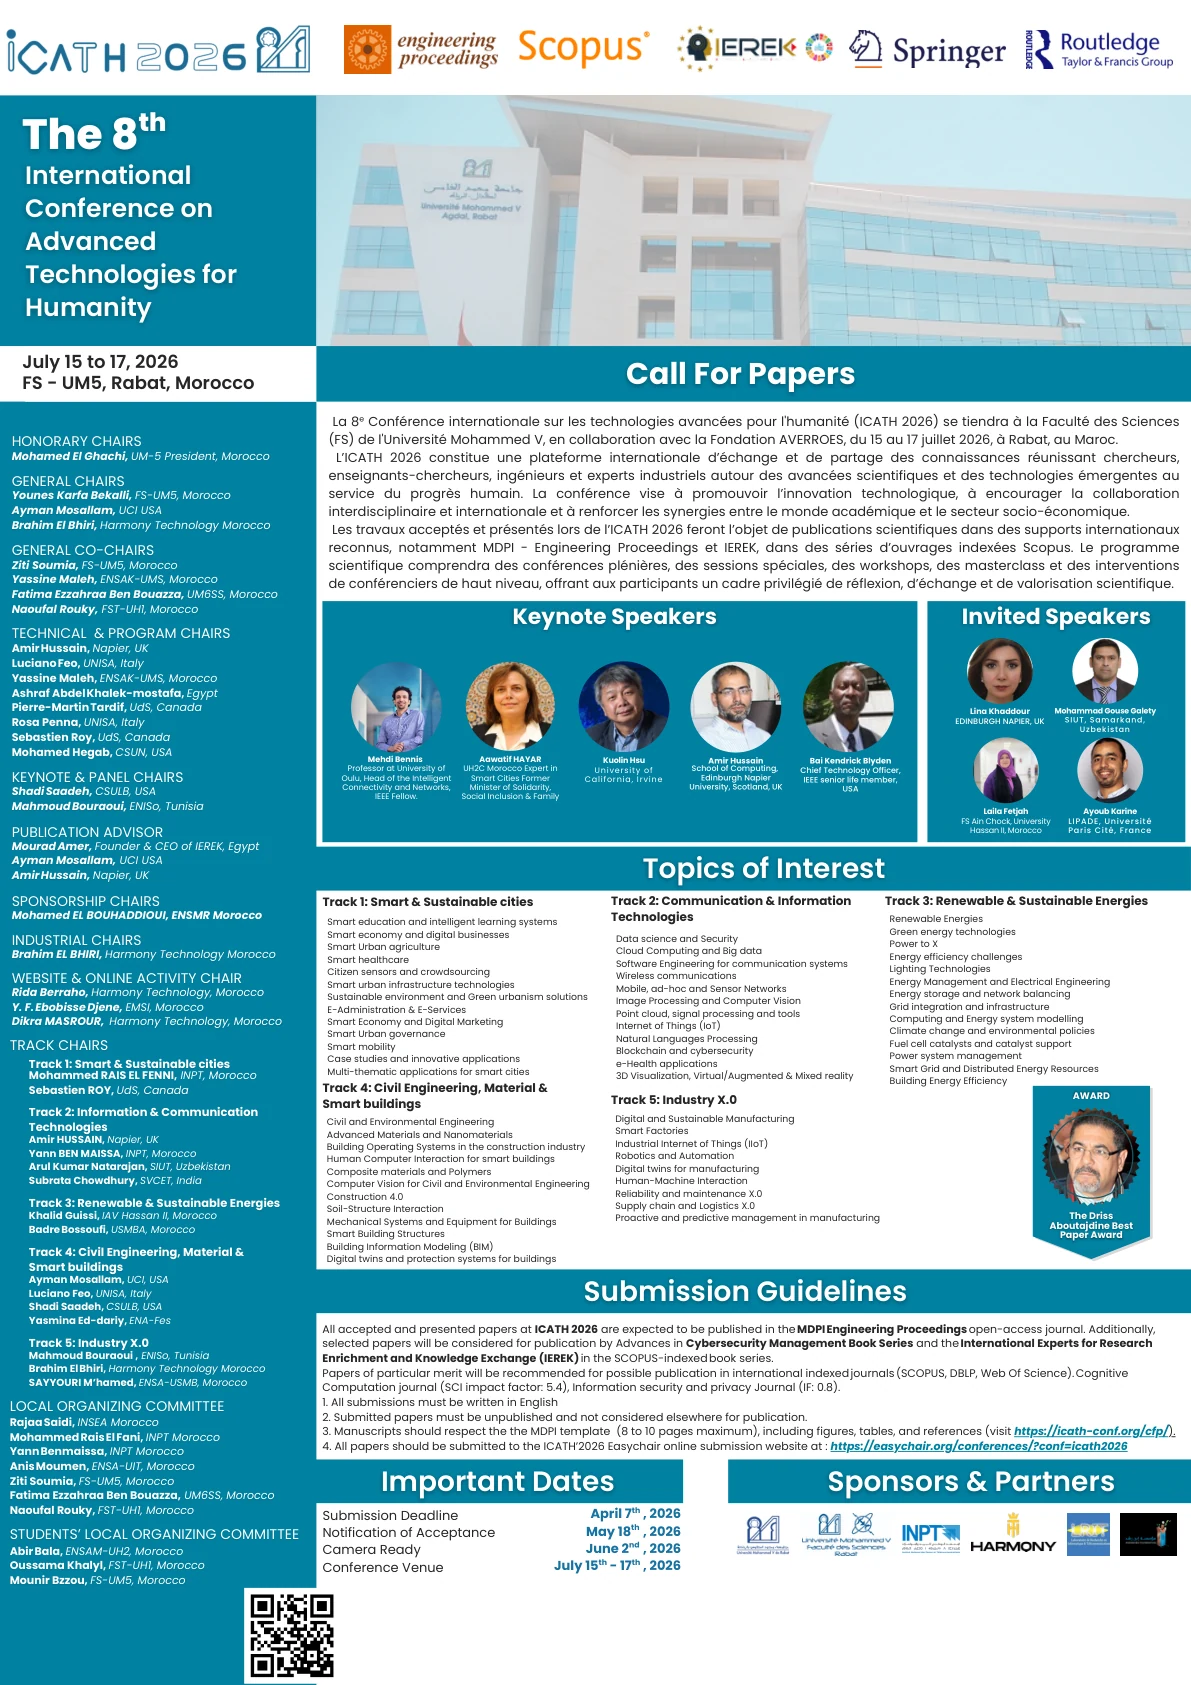 iCATH 2026
engineering
proceedings
Scopus
IEREK
Springer
ROUTLEDGE
Routledge
Taylor & Francis Group
The 8th
International
Conference on
Advanced
Technologies for
Humanity
جامعة محمد الخامس
Université Mohammed V
Agdal, Rabat
July 15 to 17, 2026
FS - UM5, Rabat, Morocco
HONORARY CHAIRS
Mohamed El Ghachi, UM-5 President, Morocco
GENERAL CHAIRS
Younes Karfa Bekalli, FS-UM5, Morocco
Ayman Mosallam, UCI USA
Brahim El Bhiri, Harmony Technology Morocco
GENERAL CO-CHAIRS
Ziti Soumia, FS-UM5, Morocco
Yassine Maleh, ENSAK-UMS, Morocco
Fatima Ezzahraa Ben Bouazza, UM6SS, Morocco
Naoufal Rouky, FST-UH1, Morocco
TECHNICAL & PROGRAM CHAIRS
Amir Hussain, Napier, UK
Luciano Feo, UNISA, Italy
Yassine Maleh, ENSAK-UMS, Morocco
Ashraf AbdelKhalek-mostafa, Egypt
Pierre-Martin Tardif, UdS, Canada
Rosa Penna, UNISA, Italy
Sebastien Roy, UdS, Canada
Mohamed Hegab, CSUN, USA
KEYNOTE & PANEL CHAIRS
Shadi Saadeh, CSULB, USA
Mahmoud Bouraoui, ENISo, Tunisia
PUBLICATION ADVISOR
Mourad Amer, Founder & CEO of IEREK, Egypt
Ayman Mosallam, UCI USA
Amir Hussain, Napier, UK
SPONSORSHIP CHAIRS
Mohamed EL BOUHADDIOUI, ENSMR Morocco
INDUSTRIAL CHAIRS
Brahim EL BHIRI, Harmony Technology Morocco
WEBSITE & ONLINE ACTIVITY CHAIR
Rida Berraho, Harmony Technology, Morocco
Y. F. Ebobisse Djene, EMSI, Morocco
Dikra MASROUR, Harmony Technology, Morocco
TRACK CHAIRS
Track 1: Smart & Sustainable cities
Mohammed RAIS EL FENNI, INPT, Morocco
Sebastien ROY, UdS, Canada
Track 2: Information & Communication
Technologies
Amir HUSSAIN, Napier, UK
Yann BEN MAISSA, INPT, Morocco
Arul Kumar Natarajan, SIUT, Uzbekistan
Subrata Chowdhury, SVCET, India
Track 3: Renewable & Sustainable Energies
Khalid Guissi, IAV Hassan II, Morocco
Badre Bossoufi, USMBA, Morocco
Track 4: Civil Engineering, Material &
Smart buildings
Ayman Mosallam, UCI, USA
Luciano Feo, UNISA, Italy
Shadi Saadeh, CSULB, USA
Yasmina Ed-dariy, ENA-Fes
Track 5: Industry X.0
Mahmoud Bouraoui , ENISo, Tunisia
Brahim El Bhiri, Harmony Technology Morocco
SAYYOURI M'hamed, ENSA-USMB, Morocco
LOCAL ORGANIZING COMMITTEE
Rajaa Saidi, INSEA Morocco
Mohammed Rais El Fani, INPT Morocco
Yann Benmaissa, INPT Morocco
Anis Moumen, ENSA-UIT, Morocco
Ziti Soumia, FS-UM5, Morocco
Fatima Ezzahraa Ben Bouazza, UM6SS, Morocco
Naoufal Rouky, FST-UH1, Morocco
STUDENTS' LOCAL ORGANIZING COMMITTEE
Abir Bala, ENSAM-UH2, Morocco
Oussama Khalyl, FST-UH1, Morocco
Mounir Bzzou, FS-UM5, Morocco
Call For Papers
La 8e Conférence internationale sur les technologies avancées pour l'humanité (ICATH 2026) se tiendra à la Faculté des Sciences
(FS) de l'Université Mohammed V, en collaboration avec la Fondation AVERROES, du 15 au 17 juillet 2026, à Rabat, au Maroc.
L'ICATH 2026 constitue une plateforme internationale d'échange et de partage des connaissances réunissant chercheurs,
enseignants-chercheurs, ingénieurs et experts industriels autour des avancées scientifiques et des technologies émergentes au
service du progrès humain. La conférence vise à promouvoir l'innovation technologique, à encourager la collaboration
interdisciplinaire et internationale et à renforcer les synergies entre le monde académique et le secteur socio-économique.
Les travaux acceptés et présentés lors de l'ICATH 2026 feront l'objet de publications scientifiques dans des supports internationaux
reconnus, notamment MDPI - Engineering Proceedings et IEREK, dans des séries d'ouvrages indexées Scopus. Le programme
scientifique comprendra des conférences plénières, des sessions spéciales, des workshops, des masterclass et des interventions
de conférenciers de haut niveau, offrant aux participants un cadre privilégié de réflexion, d'échange et de valorisation scientifique.
Keynote Speakers
Mehdi Bennis
Professor at University of
Oulu, Head of the Intelligent
Connectivity and Networks,
IEEE Fellow.
Aawatif HAYAR
UH2C Morocco Expert in
Smart Cities Former
Minister of Solidarity,
Social Inclusion & Family
Kuolin Hsu
University of
California, Irvine
Amir Hussain
School of Computing,
Edinburgh Napier
University, Scotland, UK
Bai Kendrick Blyden
Chief Technology Officer,
IEEE senior life member,
USA
Invited Speakers
Lina Khaddour
EDINBURGH NAPIER, UK
Mohammad Gouse Galety
SIUT, Samarkand,
Uzbekistan
Laila Fetjah
FS Ain Chock, University
Hassan II, Morocco
Ayoub Karine
LIPADE, Université
Paris Cité, France
Topics of Interest
Track 1: Smart & Sustainable cities
Smart education and intelligent learning systems
Smart economy and digital businesses
Smart Urban agriculture
Smart healthcare
Citizen sensors and crowdsourcing
Smart urban infrastructure technologies
Sustainable environment and Green urbanism solutions
E-Administration & E-Services
Smart Economy and Digital Marketing
Smart Urban governance
Smart mobility
Case studies and innovative applications
Multi-thematic applications for smart cities
Track 4: Civil Engineering, Material &
Smart buildings
Civil and Environmental Engineering
Advanced Materials and Nanomaterials
Building Operating Systems in the construction industry
Human Computer Interaction for smart buildings
Composite materials and Polymers
Computer Vision for Civil and Environmental Engineering
Construction 4.0
Soil-Structure Interaction
Mechanical Systems and Equipment for Buildings
Smart Building Structures
Building Information Modeling (BIM)
Digital twins and protection systems for buildings
Track 2: Communication & Information
Technologies
Data science and Security
Cloud Computing and Big data
Software Engineering for communication systems
Wireless communications
Mobile, ad-hoc and Sensor Networks
Image Processing and Computer Vision
Point cloud, signal processing and tools
Internet of Things (IoT)
Natural Languages Processing
Blockchain and cybersecurity
e-Health applications
3D Visualization, Virtual/Augmented & Mixed reality
Track 5: Industry X.0
Digital and Sustainable Manufacturing
Smart Factories
Industrial Internet of Things (IIoT)
Robotics and Automation
Digital twins for manufacturing
Human-Machine Interaction
Reliability and maintenance X.0
Supply chain and Logistics X.0
Proactive and predictive management in manufacturing
Track 3: Renewable & Sustainable Energies
Renewable Energies
Green energy technologies
Power to X
Energy efficiency challenges
Lighting Technologies
Energy Management and Electrical Engineering
Energy storage and network balancing
Grid integration and infrastructure
Computing and Energy system modelling
Climate change and environmental policies
Fuel cell catalysts and catalyst support
Power system management
Smart Grid and Distributed Energy Resources
Building Energy Efficiency
AWARD
The Driss
Aboutajdine Best
Paper Award
Submission Guidelines
All accepted and presented papers at ICATH 2026 are expected to be published in the MDPI Engineering Proceedings open-access journal. Additionally,
selected papers will be considered for publication by Advances in Cybersecurity Management Book Series and the International Experts for Research
Enrichment and Knowledge Exchange (IEREK) in the SCOPUS-indexed book series.
Papers of particular merit will be recommended for possible publication in international indexed journals (SCOPUS, DBLP, Web Of Science). Cognitive
Computation journal (SCI impact factor: 5.4), Information security and privacy Journal (IF: 0.8).
1. All submissions must be written in English
2. Submitted papers must be unpublished and not considered elsewhere for publication.
3. Manuscripts should respect the the MDPI template (8 to 10 pages maximum), including figures, tables, and references (visit https://icath-conf.org/cfp/).
4. All papers should be submitted to the ICATH'2026 Easychair online submission website at : https://easychair.org/conferences/?conf=icath2026
Important Dates
Submission Deadline April 7th , 2026
Notification of Acceptance May 18th , 2026
Camera Ready June 2nd , 2026
Conference Venue July 15th - 17th , 2026
Sponsors & Partners
Université Mohammed V
Faculté des Sciences
Rabat
INPT
HARMONY